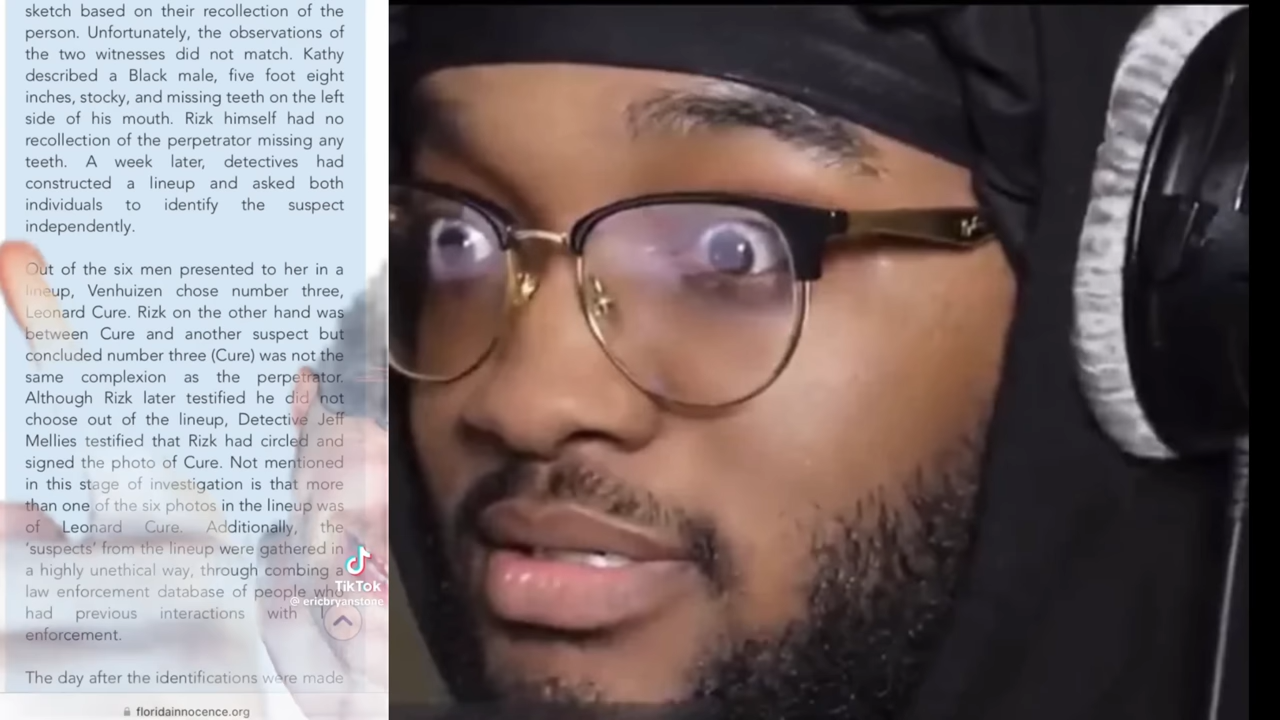 sketch based on their recollection of the
person. Unfortunately, the observations of
the two witnesses did not match. Kathy
described a Black male, five foot eight
inches, stocky, and missing teeth on the left
side of his mouth. Rizk himself had no
recollection of the perpetrator missing any
teeth. A week later, detectives had
constructed a lineup and asked both
individuals to identify the suspect
independently.
Out of the six men presented to her in a
lineup, Venhuizen chose number three,
Leonard Cure. Rizk on the other hand was
between Cure and another suspect but
concluded number three (Cure) was not the
same complexion as the perpetrator.
Although Rizk later testified he did not
choose out of the lineup, Detective Jeff
Mellies testified that Rizk had circled and
signed the photo of Cure. Not mentioned
in this stage of investigation is that more
than one of the six photos in the lineup was
of Leonard Cure. Additionally, the
'suspects' from the lineup were gathered in
a highly unethical way, through combing a
law enforcement database of people who
had previous interactions with
enforcement.
The day after the identifications were made
TikTok
@ericbryanstone
floridainnocence.org